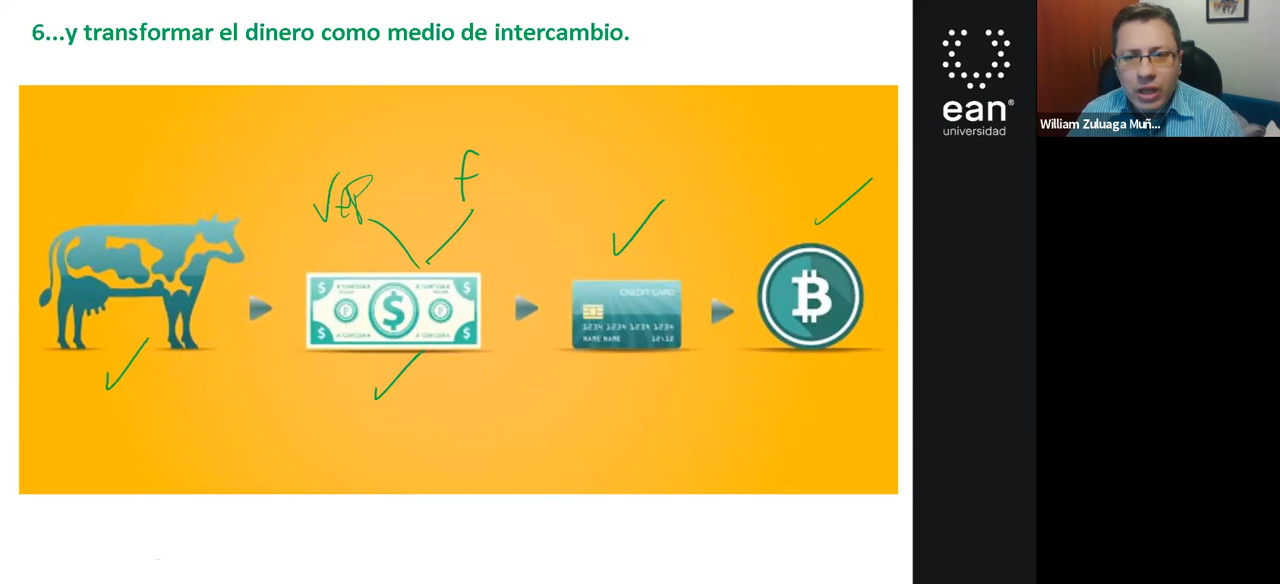 6...y transformar el dinero como medio de intercambio.
f
$ $
$
$ $
CREDIT CARD
1234 1234 1234 1234
NAME NAME 12\12
B
ean®
universidad
William Zuluaga Muñ...